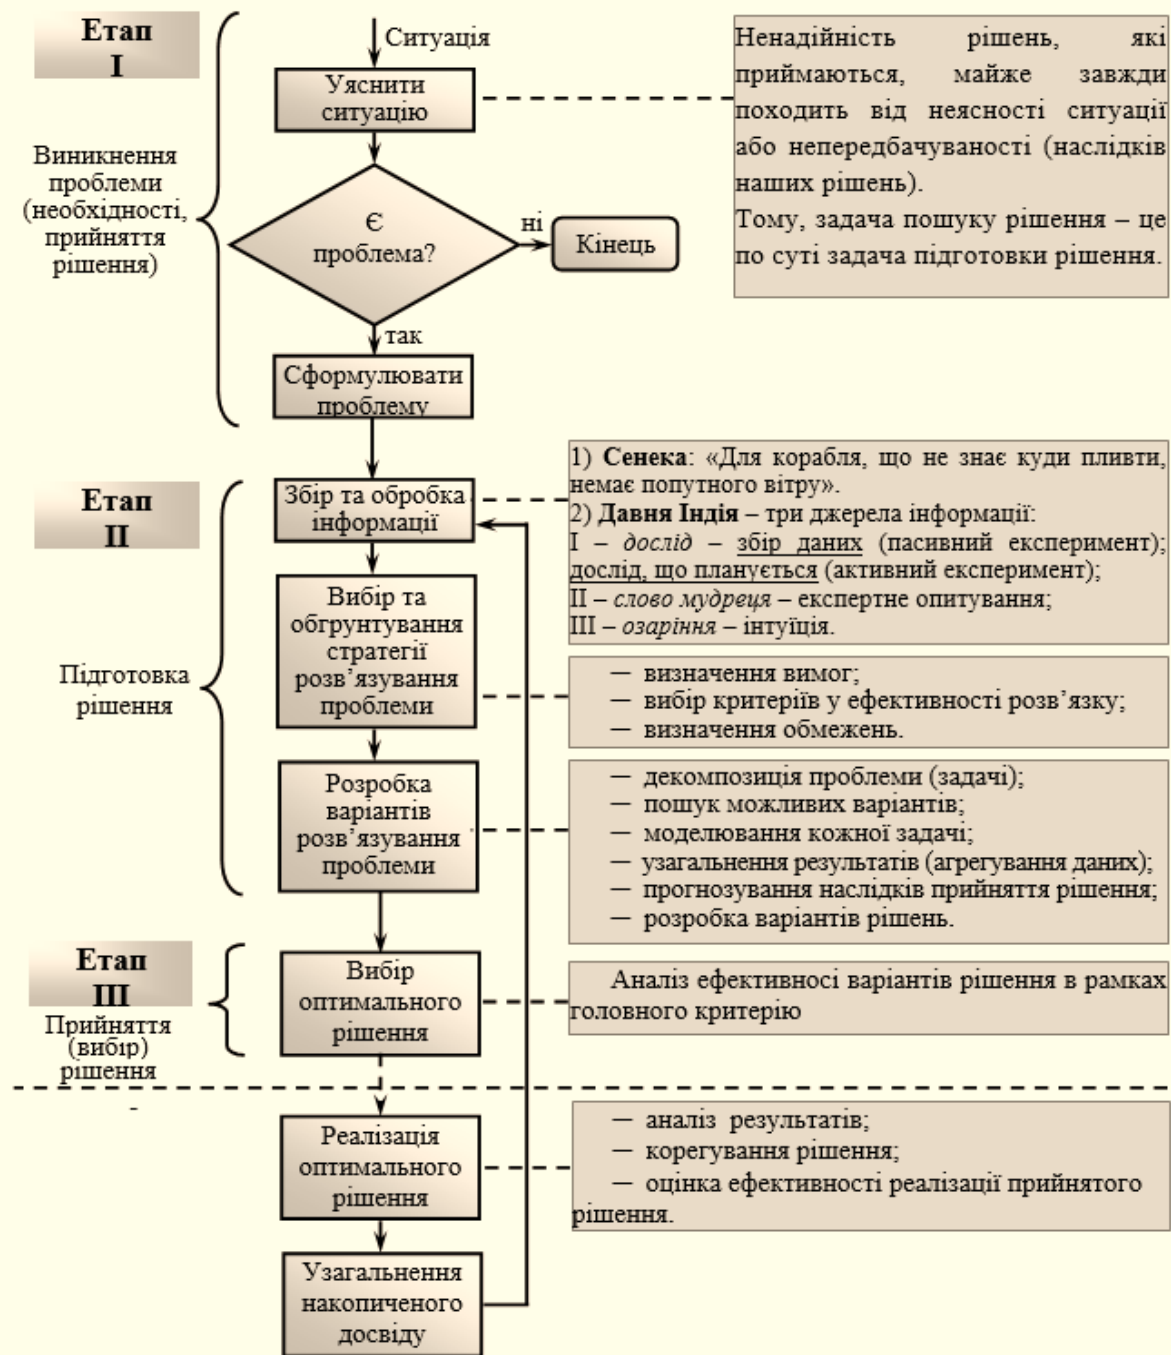 Етап
I
Виникнення
проблеми
(необхідності,
прийняття
рішення)
Ситуація
Уяснити
ситуацію
Є
проблема?
ні
Кінець
так
Сформулювати
проблему
Ненадійність рішень, які
приймаються, майже завжди
походить від неясності ситуації
або непередбачуваності (наслідків
наших рішень).
Тому, задача пошуку рішення – це
по суті задача підготовки рішення.
Етап
II
Підготовка
рішення
Збір та обробка
інформації
1) Сенека: «Для корабля, що не знає куди пливти,
немає попутного вітру».
2) Давня Індія – три джерела інформації:
I – дослід – збір даних (пасивний експеримент);
дослід, що планується (активний експеримент);
II – слово мудреця – експертне опитування;
III – озаріння – інтуїція.
Вибір та
обгрунтування
стратегії
розв’язування
проблеми
— визначення вимог;
— вибір критеріїв у ефективності розв’язку;
— визначення обмежень.
Розробка
варіантів
розв’язування
проблеми
— декомпозиція проблеми (задачі);
— пошук можливих варіантів;
— моделювання кожної задачі;
— узагальнення результатів (агрегування даних);
— прогнозування наслідків прийняття рішення;
— розробка варіантів рішень.
Етап
III
Прийняття
(вибір)
рішення
Вибір
оптимального
рішення
Аналіз ефективносі варіантів рішення в рамках
головного критерію
-
Реалізація
оптимального
рішення
— аналіз результатів;
— корегування рішення;
— оцінка ефективності реалізації прийнятого
рішення.
Узагальнення
накопиченого
досвіду